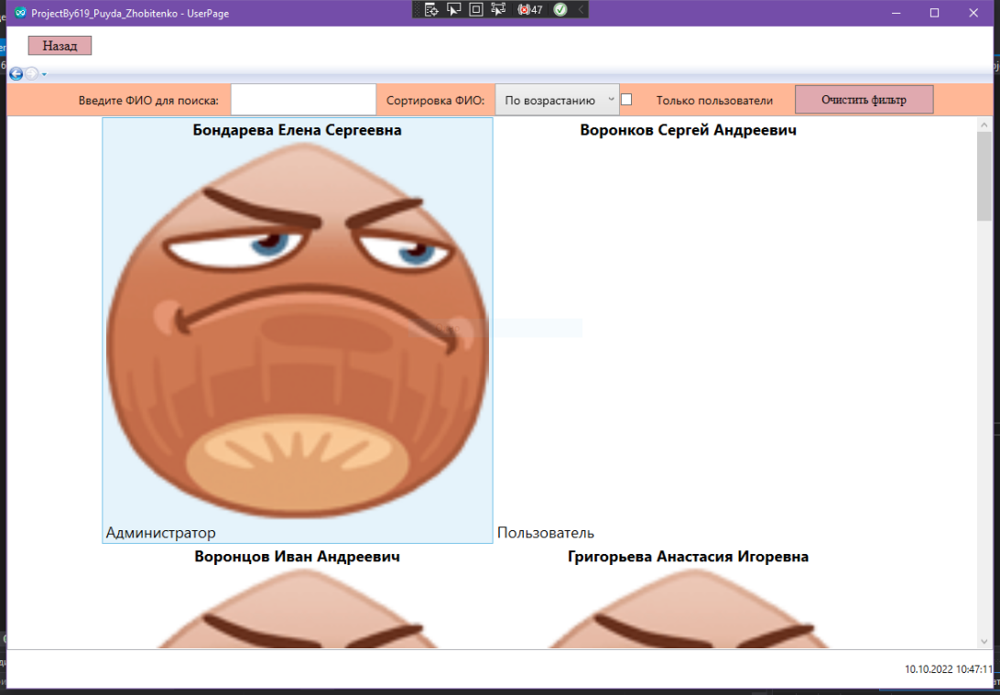 ProjectBy619_Puyda_Zhobitenko - UserPage
47
Назад
Введите ФИО для поиска:
Сортировка ФИО:
По возрастанию
Только пользователи
Очистить фильтр
Бондарева Елена Сергеевна
Воронков Сергей Андреевич
Администратор
Пользователь
Воронцов Иван Андреевич
Григорьева Анастасия Игоревна
10.10.2022 10:47:11